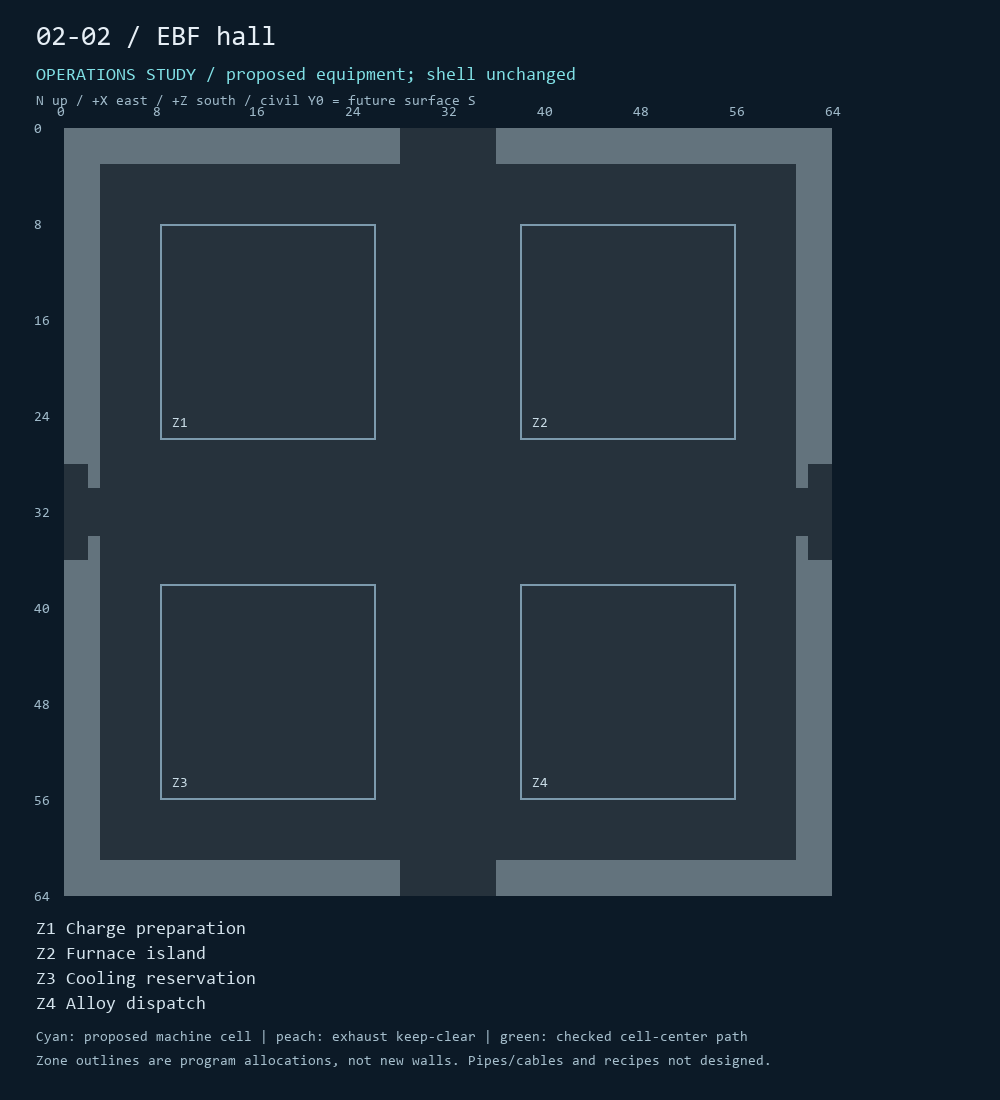 02-02 / EBF hall
OPERATIONS STUDY / proposed equipment; shell unchanged
N up / +X east / +Z south / civil Y0 = future surface S
0 8 16 24 32 40 48 56 64
0
8
16
24
Z1 Z2
32
40
48
Z3 Z4
56
64
Z1 Charge preparation
Z2 Furnace island
Z3 Cooling reservation
Z4 Alloy dispatch
Cyan: proposed machine cell | peach: exhaust keep-clear | green: checked cell-center path
Zone outlines are program allocations, not new walls. Pipes/cables and recipes not designed.